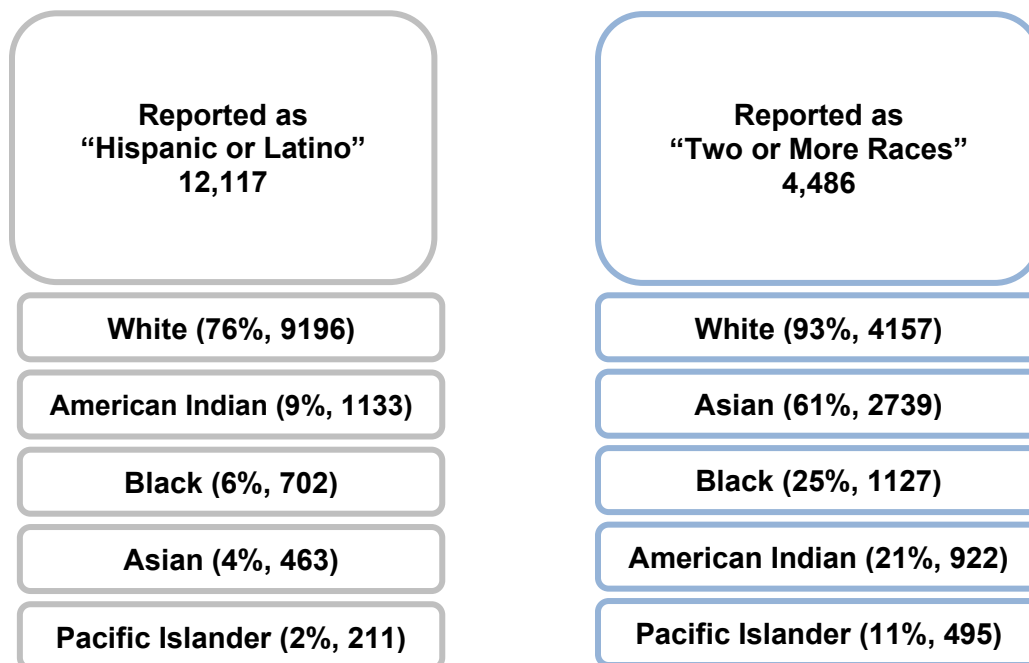 Reported as
“Hispanic or Latino”
12,117
White (76%, 9196)
American Indian (9%, 1133)
Black (6%, 702)
Asian (4%, 463)
Pacific Islander (2%, 211)
Reported as
“Two or More Races”
4,486
White (93%, 4157)
Asian (61%, 2739)
Black (25%, 1127)
American Indian (21%, 922)
Pacific Islander (11%, 495)